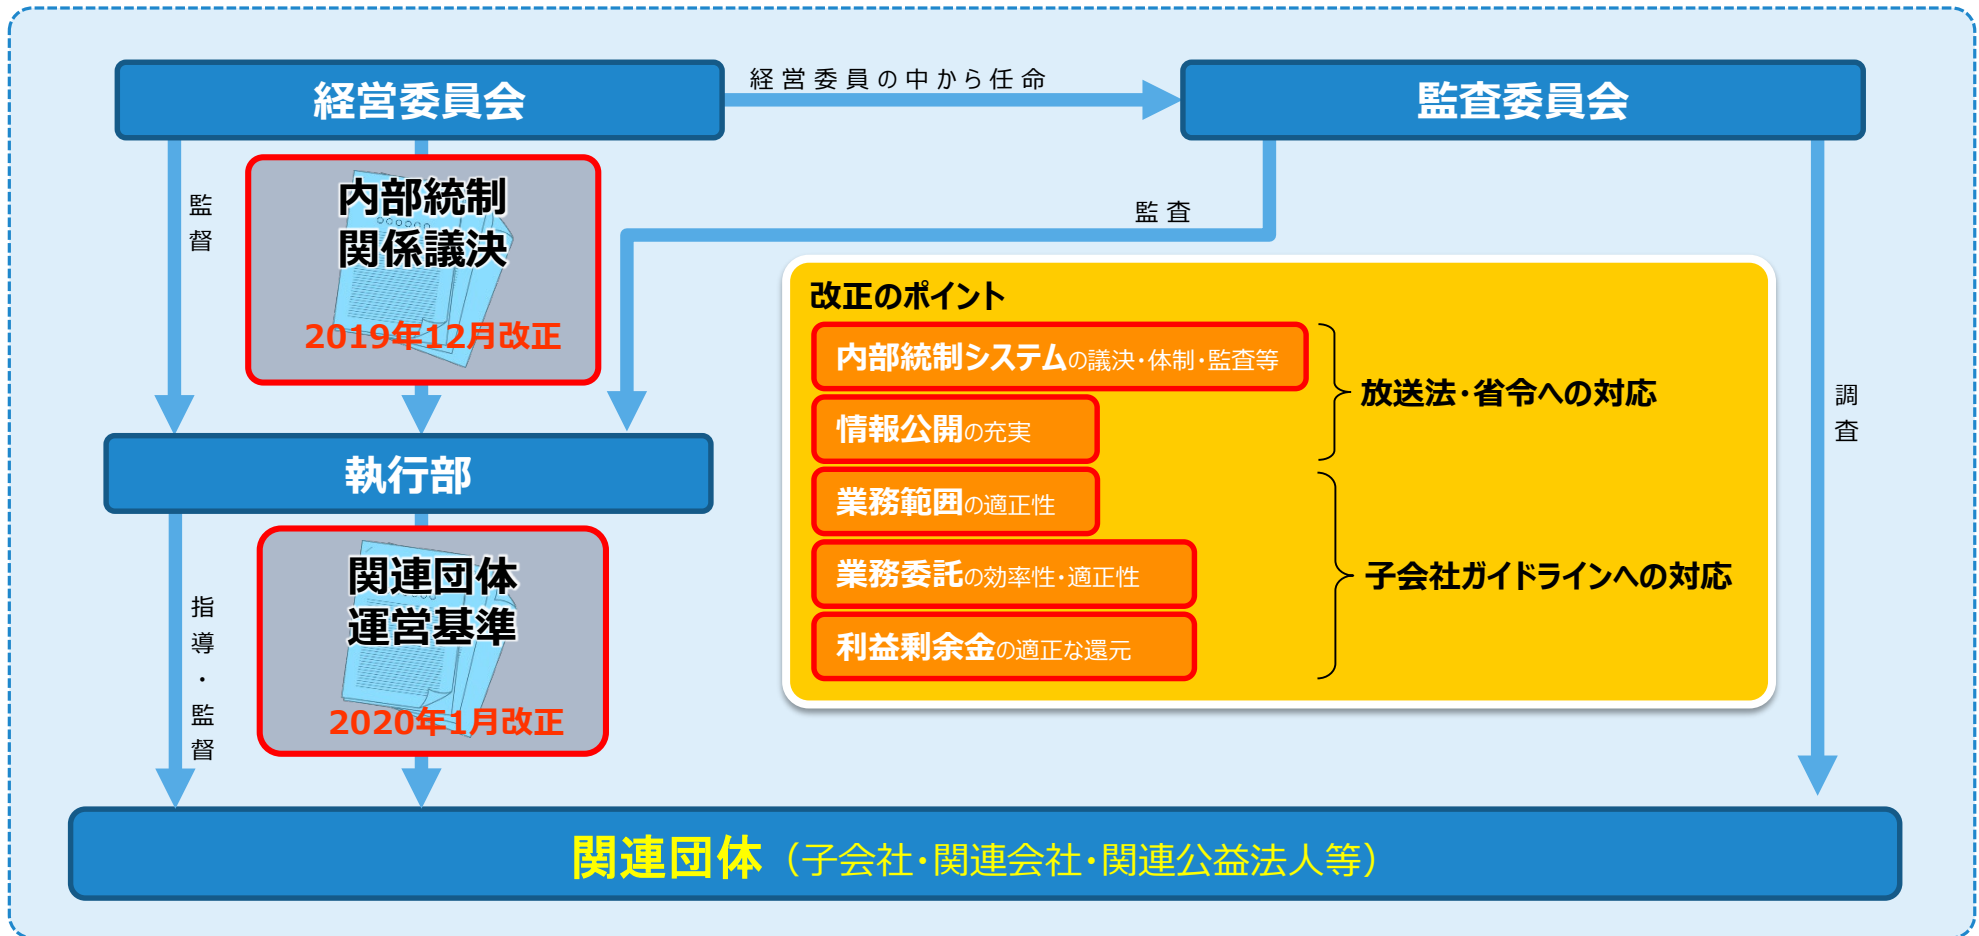 経営委員会
経営委員の中から任命
監査委員会
監督
内部統制
関係議決
2019年12月改正
監査
改正のポイント
内部統制システムの議決・体制・監査等
情報公開の充実
放送法・省令への対応
業務範囲の適正性
業務委託の効率性・適正性
利益剰余金の適正な還元
子会社ガイドラインへの対応
調査
執行部
指導・監督
関連団体
運営基準
2020年1月改正
関連団体（子会社・関連会社・関連公益法人等）